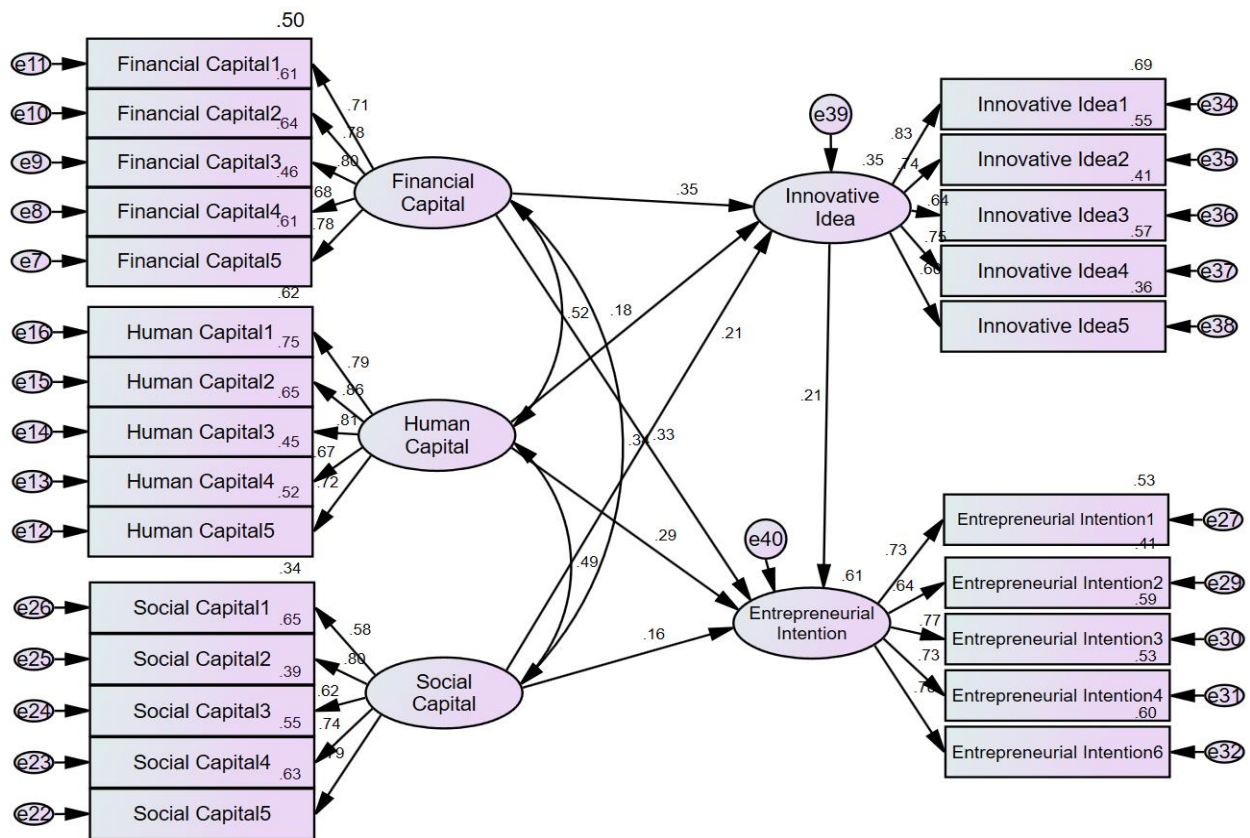 .50
e11
Financial Capital1
.61
e10
Financial Capital2
.64
e9
Financial Capital3
.46
e8
Financial Capital4
.61
e7
Financial Capital5
.71
.78
.80
.68
.78
Financial
Capital
.62
e16
Human Capital1
.75
e15
Human Capital2
.65
e14
Human Capital3
.45
e13
Human Capital4
.52
e12
Human Capital5
.79
.86
.81
.67
.72
Human
Capital
.34
e26
Social Capital1
.65
e25
Social Capital2
.39
e24
Social Capital3
.55
e23
Social Capital4
.63
e22
Social Capital5
.58
.80
.62
.74
Social
Capital
.35
.52
.18
.21
.33
.29
.49
.16
.21
e39
.35
Innovative
Idea
.83
.74
.64
.75
.69
Innovative Idea1
e34
.55
Innovative Idea2
e35
.41
Innovative Idea3
e36
.57
Innovative Idea4
e37
.36
Innovative Idea5
e38
e40
.61
Entrepreneurial
Intention
.73
.64
.77
.73
.53
Entrepreneurial Intention1
e27
.41
Entrepreneurial Intention2
e29
.59
Entrepreneurial Intention3
e30
.53
Entrepreneurial Intention4
e31
.60
Entrepreneurial Intention6
e32